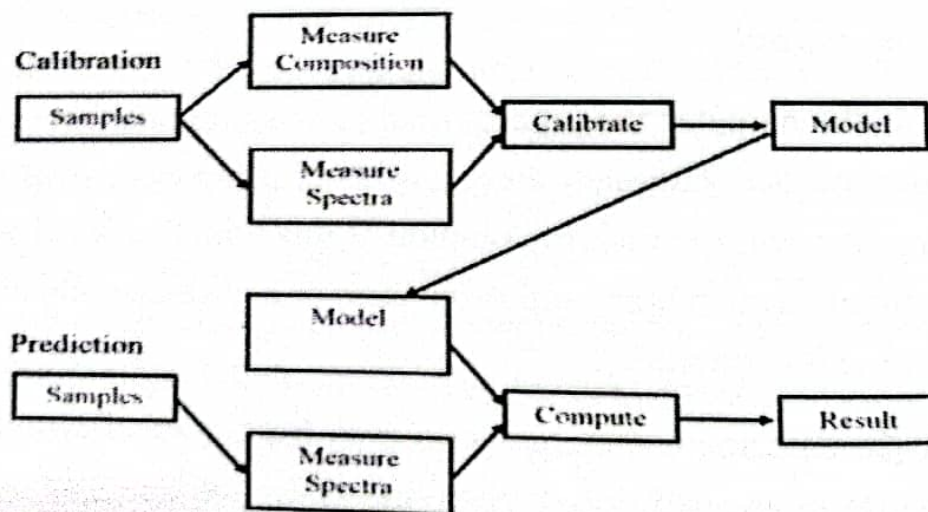 Calibration
Samples
Measure
Composition
Measure
Spectra
Calibrate
Model
Prediction
Samples
Model
Measure
Spectra
Compute
Result